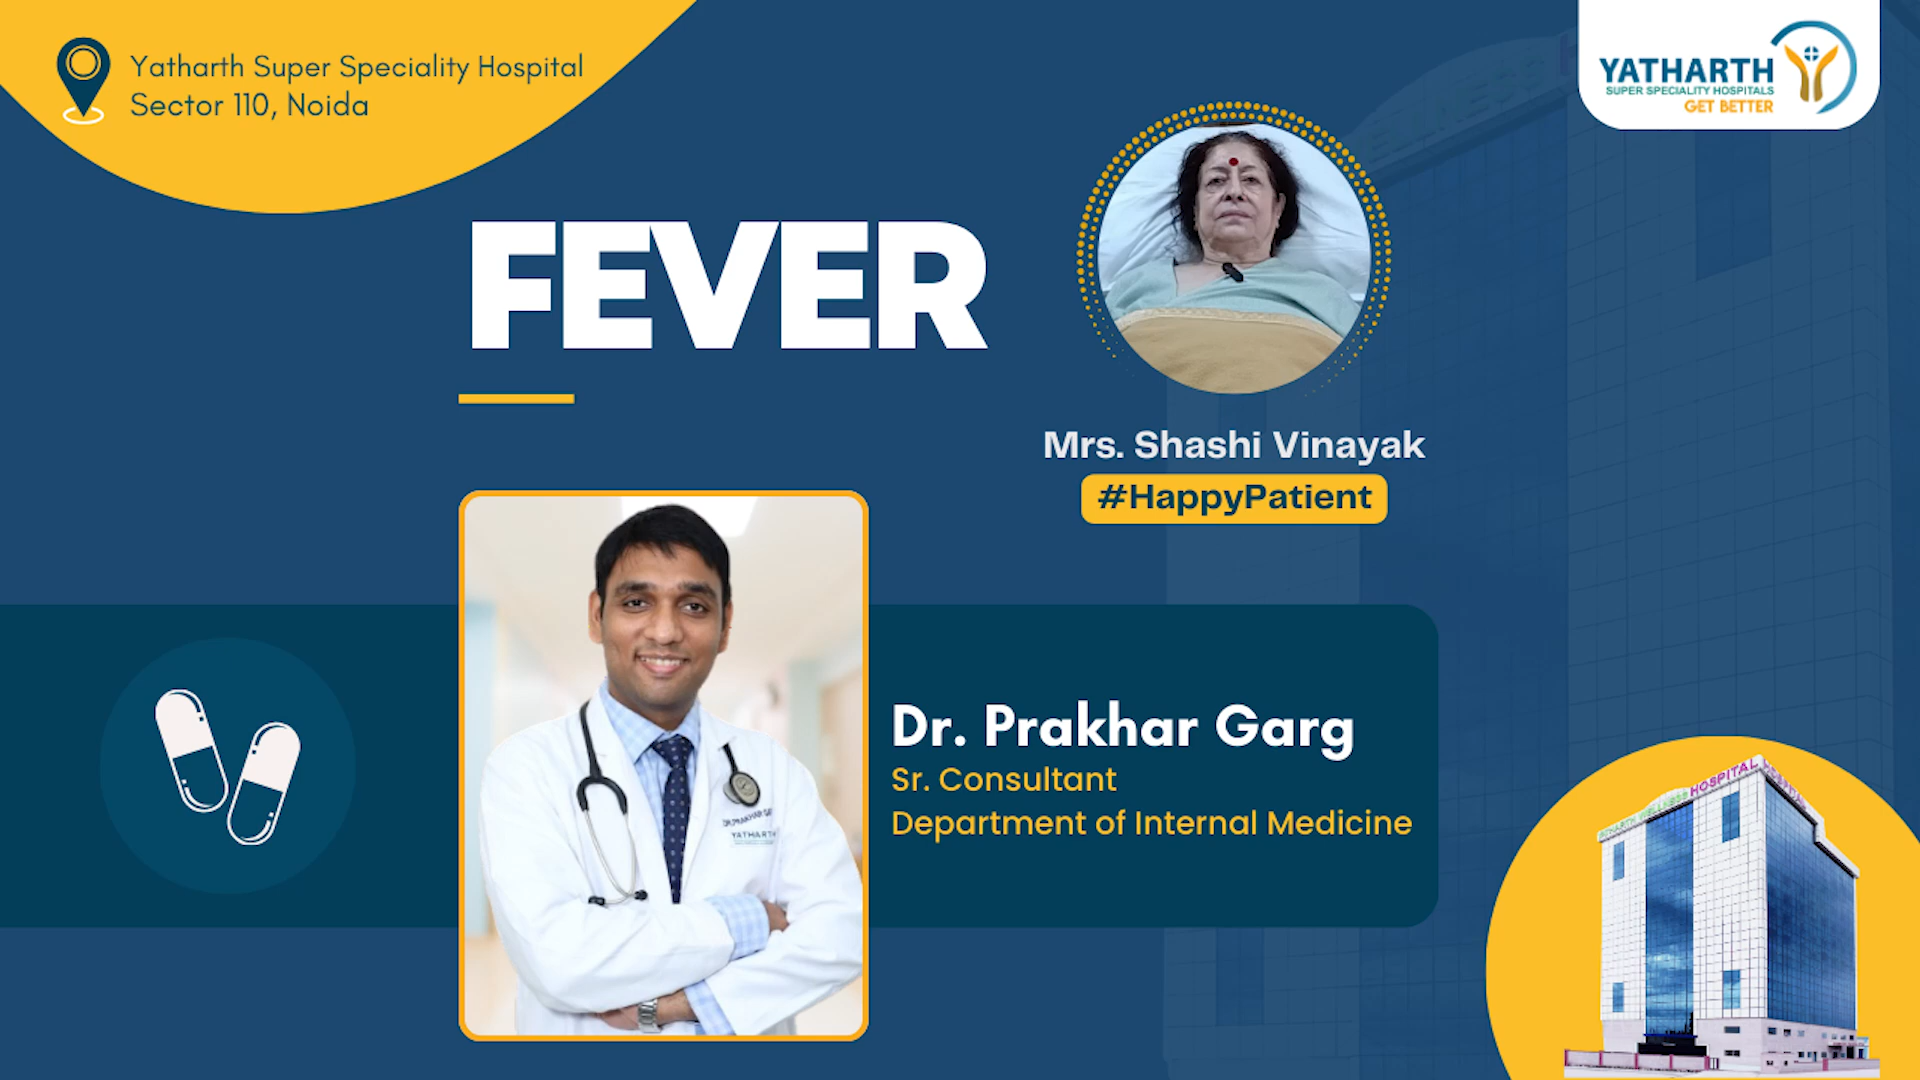 Yatharth Super Speciality Hospital
Sector 110, Noida
YATHARTH
SUPER SPECIALITY HOSPITALS
GET BETTER
FEVER
Mrs. Shashi Vinayak
#HappyPatient
YATHARTH
Dr. Prakhar Garg
Sr. Consultant
Department of Internal Medicine
HOSPITAL